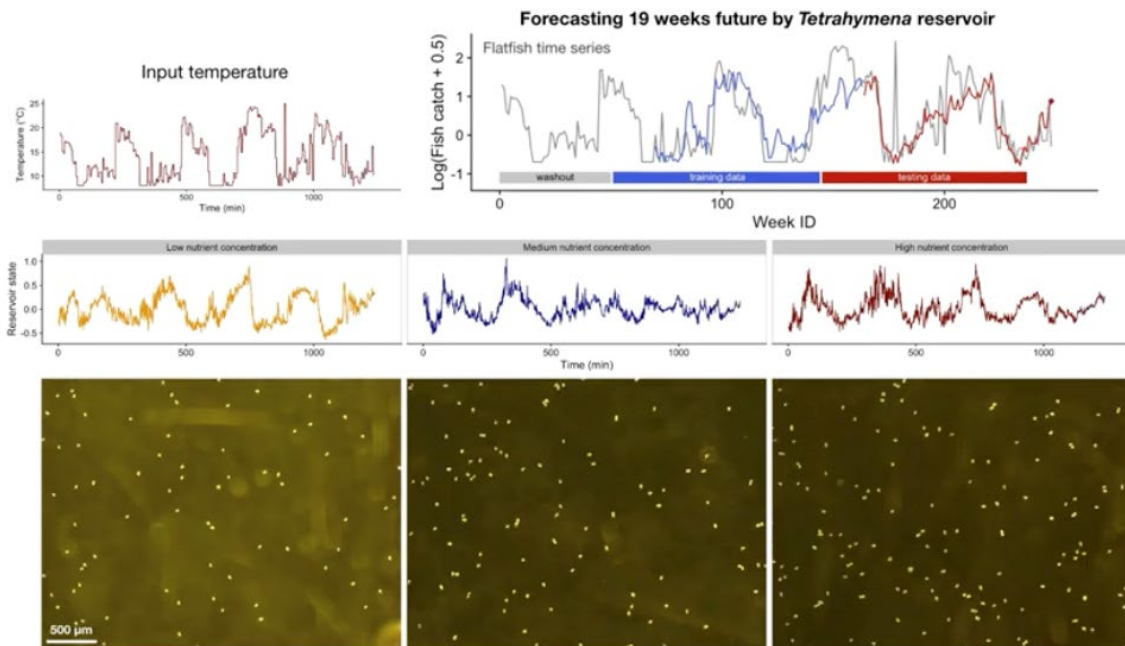 Forecasting 19 weeks future by Tetrahymena reservoir
Flatfish time series
Input temperature
Log(Fish catch + 0.5)
2
1
0
-1
washout
training data
testing data
0
100
200
Week ID
Temperature (°C)
25
20
15
10
0
500
1000
Time (min)
Low nutrient concentration
Medium nutrient concentration
High nutrient concentration
Reservoir state
1.0
0.5
0.0
-0.5
0
500
1000
0
500
1000
0
500
1000
Time (min)
500 μm